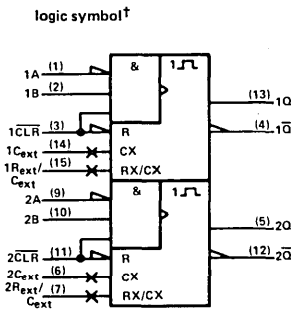 logic symbol†
1A (1) & 1
1B (2)
(13) 1Q
1CLR (3) R (4) 1Q
1Cext (14) CX
1Rext/Cext (15) RX/CX
2A (9) & 1
2B (10)
(5) 2Q
2CLR (11) R (12) 2Q
2Cext (6) CX
2Rext/Cext (7) RX/CX